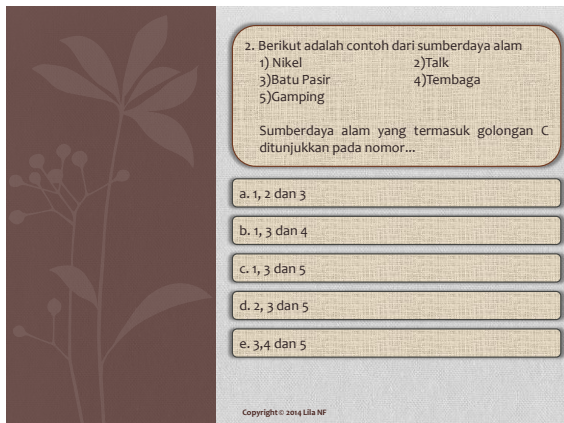 2. Berikut adalah contoh dari sumberdaya alam
1) Nikel 2)Talk
3)Batu Pasir 4)Tembaga
5)Gamping
Sumberdaya alam yang termasuk golongan C
ditunjukkan pada nomor...
a. 1, 2 dan 3
b. 1, 3 dan 4
c. 1, 3 dan 5
d. 2, 3 dan 5
e. 3,4 dan 5
Copyright © 2014 Lila NF